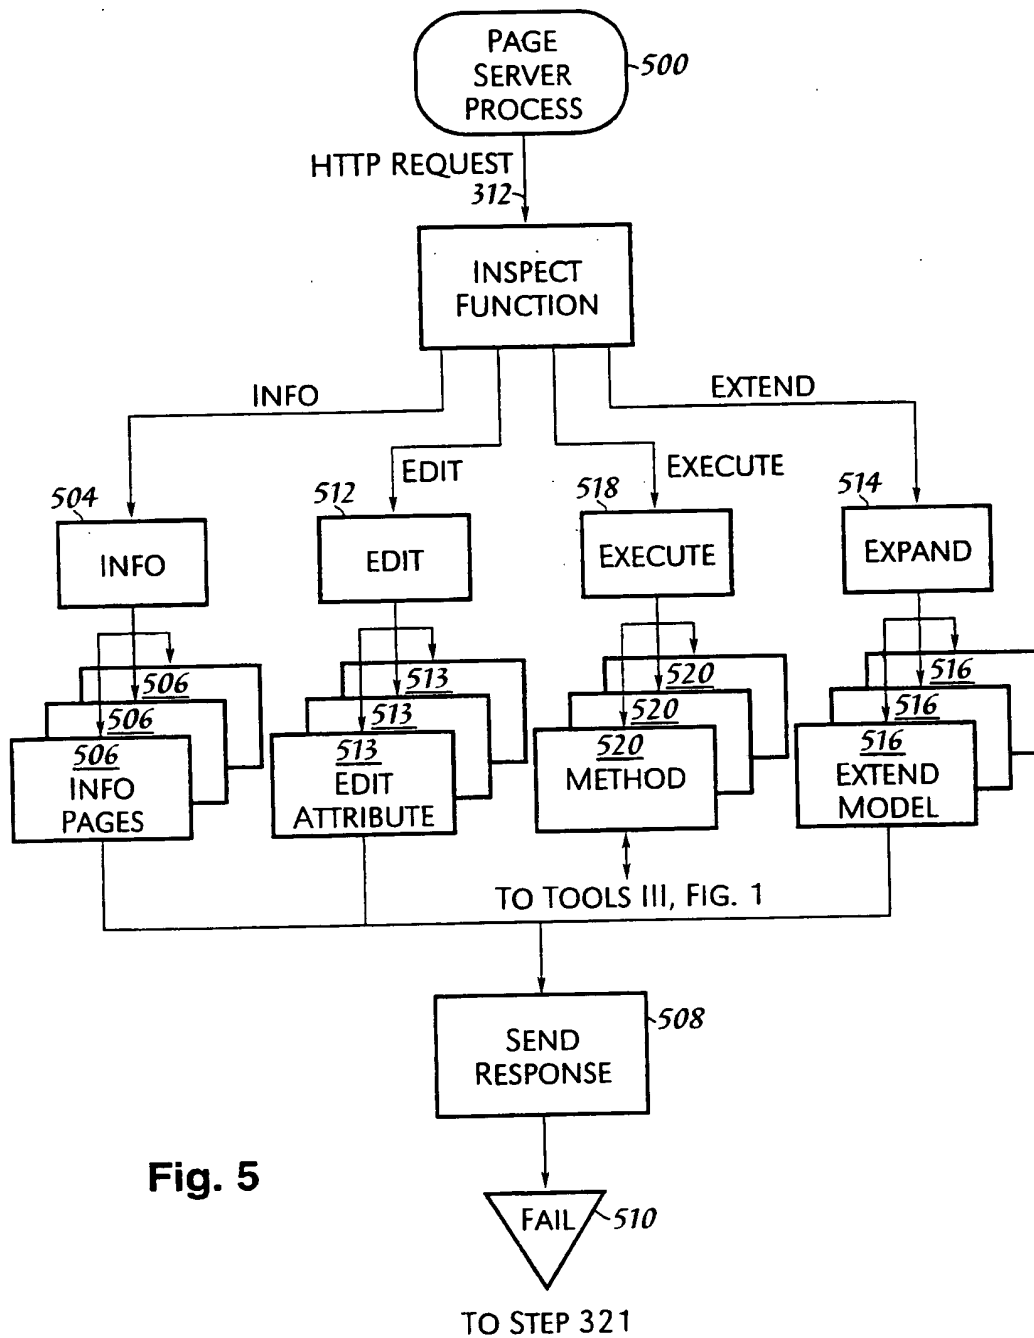 PAGE
SERVER
PROCESS
500
HTTP REQUEST
312
INSPECT
FUNCTION
INFO
EXTEND
EDIT
EXECUTE
504
512
518
514
INFO
EDIT
EXECUTE
EXPAND
506
513
520
516
506
513
520
516
506
INFO
PAGES
513
EDIT
ATTRIBUTE
520
METHOD
516
EXTEND
MODEL
TO TOOLS III, FIG. 1
508
SEND
RESPONSE
Fig. 5
FAIL
510
TO STEP 321